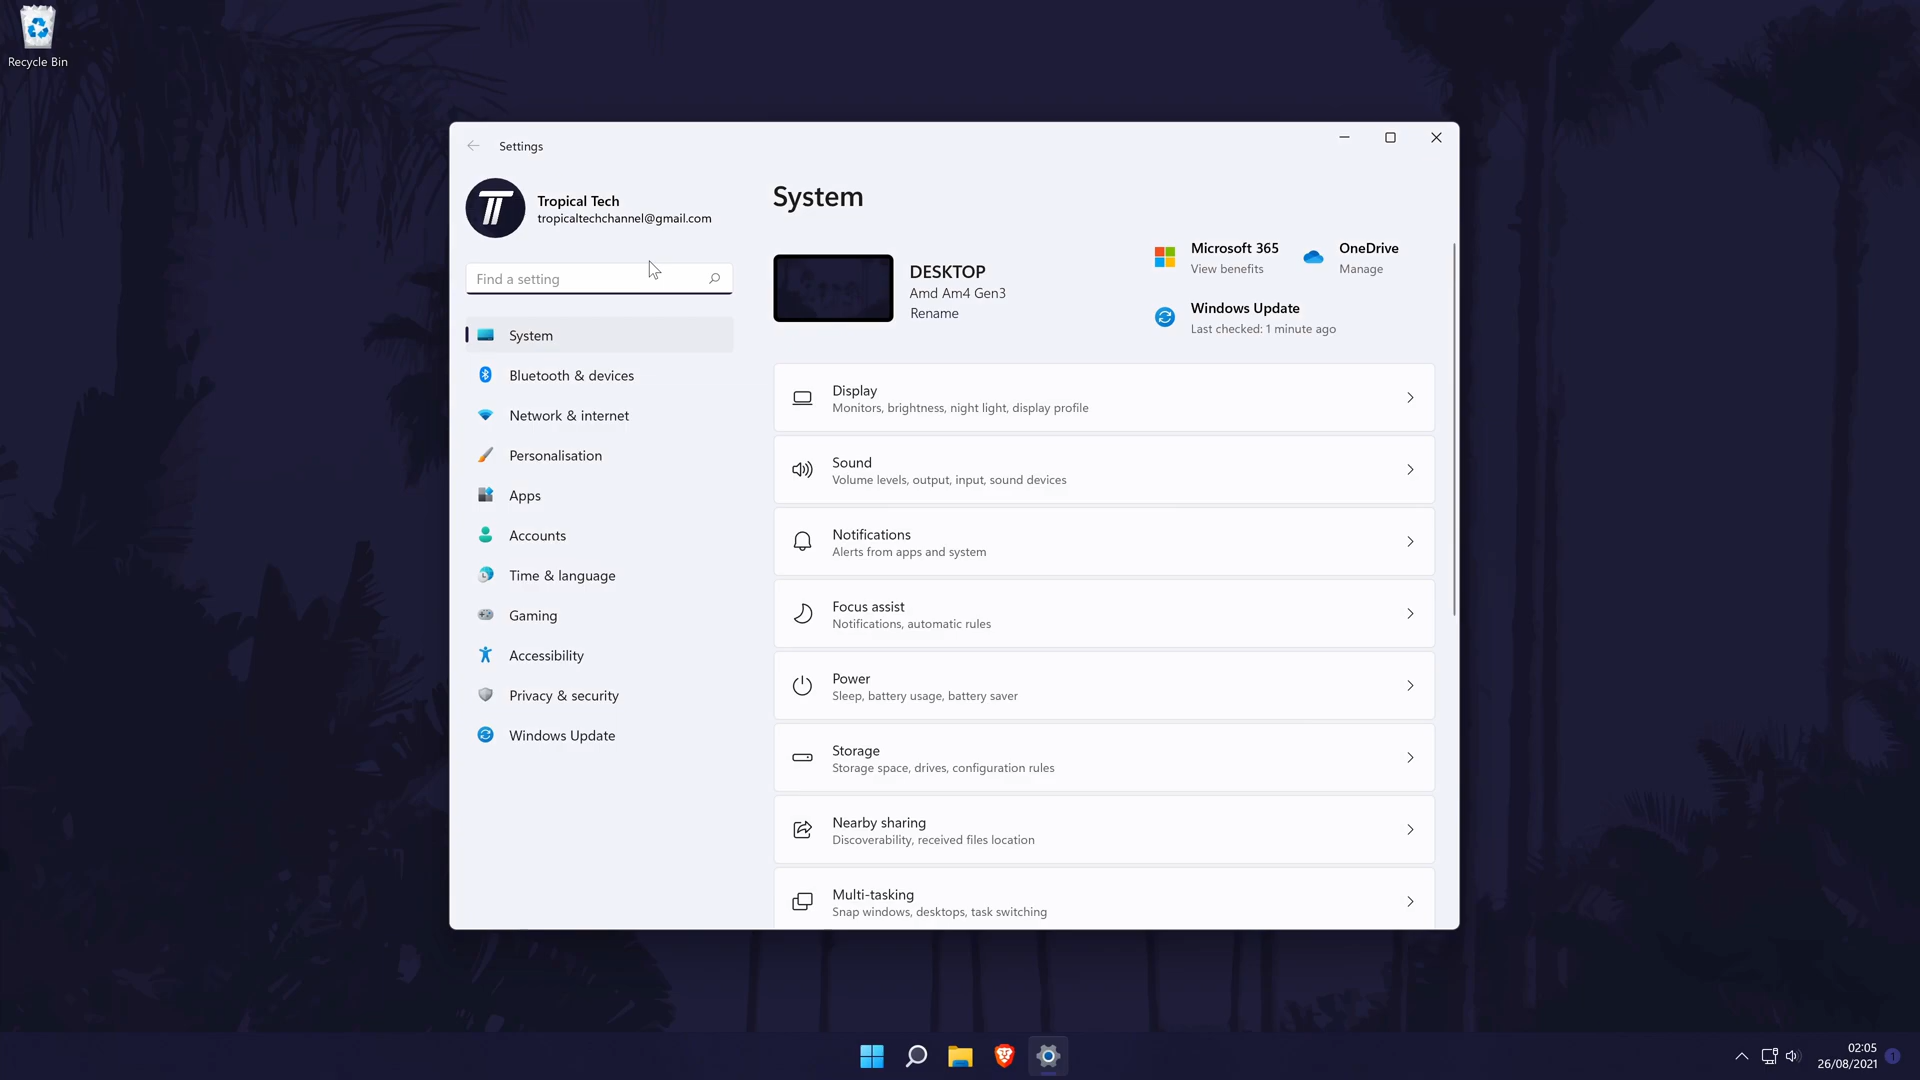 Recycle Bin
Settings
Tropical Tech
tropicaltechchannel@gmail.com
Find a setting
System
Bluetooth & devices
Network & internet
Personalisation
Apps
Accounts
Time & language
Gaming
Accessibility
Privacy & security
Windows Update
System
DESKTOP
Amd Am4 Gen3
Rename
Microsoft 365
View benefits
OneDrive
Manage
Windows Update
Last checked: 1 minute ago
Display
Monitors, brightness, night light, display profile
Sound
Volume levels, output, input, sound devices
Notifications
Alerts from apps and system
Focus assist
Notifications, automatic rules
Power
Sleep, battery usage, battery saver
Storage
Storage space, drives, configuration rules
Nearby sharing
Discoverability, received files location
Multi-tasking
Snap windows, desktops, task switching
02:05
26/08/2021
1